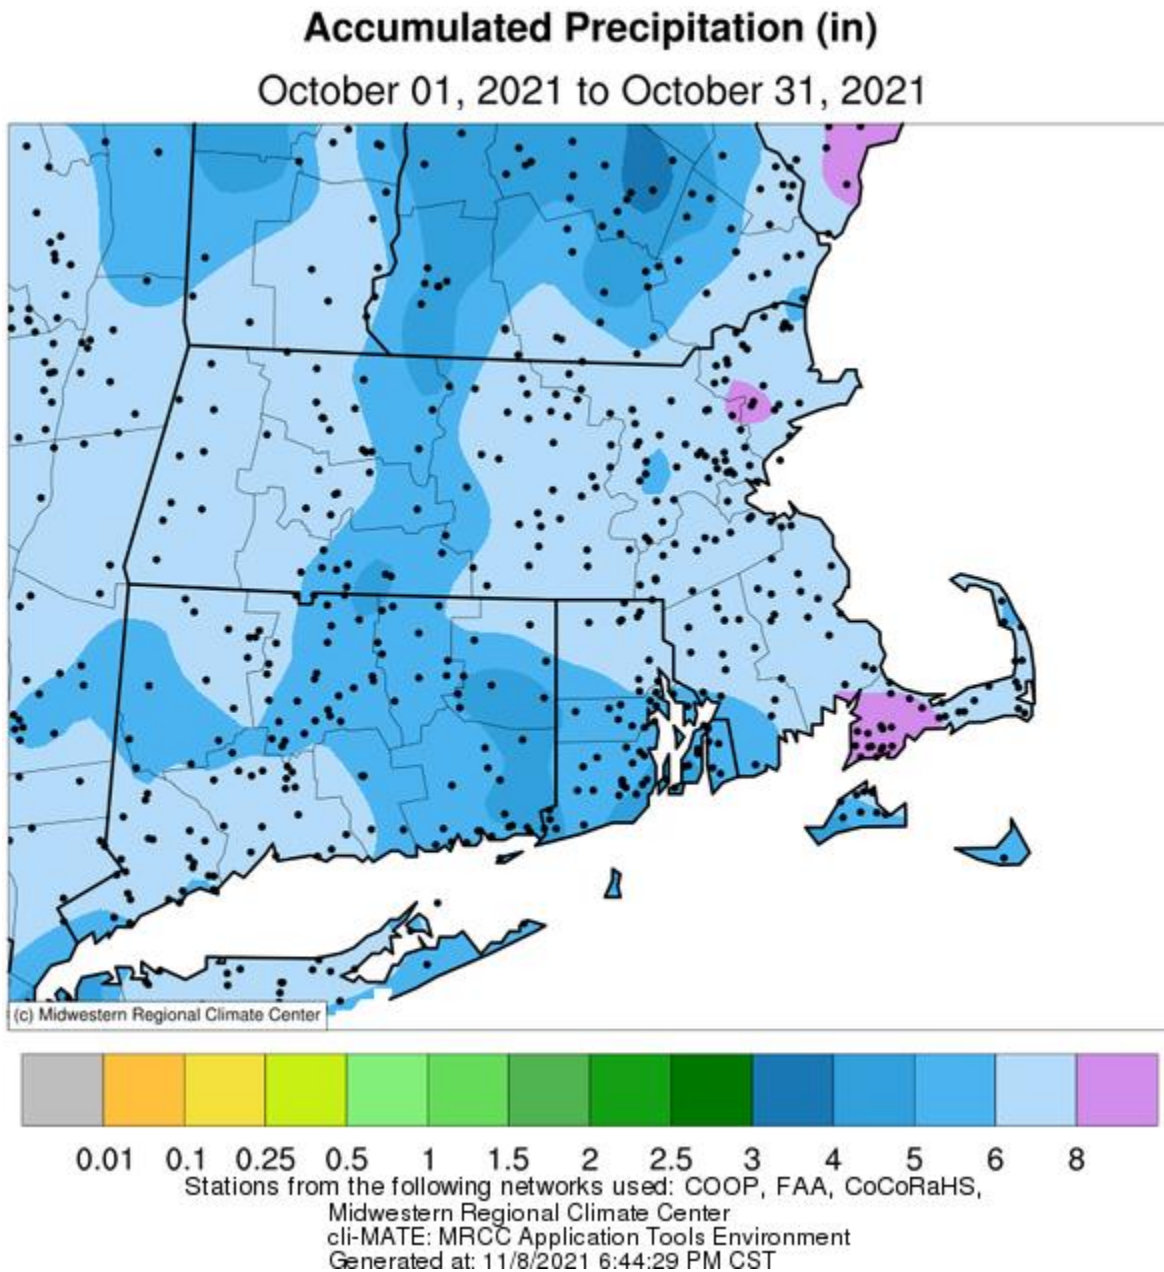 Accumulated Precipitation (in)
October 01, 2021 to October 31, 2021
(c) Midwestern Regional Climate Center
0.01 0.1 0.25 0.5 1 1.5 2 2.5 3 4 5 6 8
Stations from the following networks used: COOP, FAA, CoCoRaHS,
Midwestern Regional Climate Center
cli-MATE: MRCC Application Tools Environment
Generated at: 11/8/2021 6:44:29 PM CST